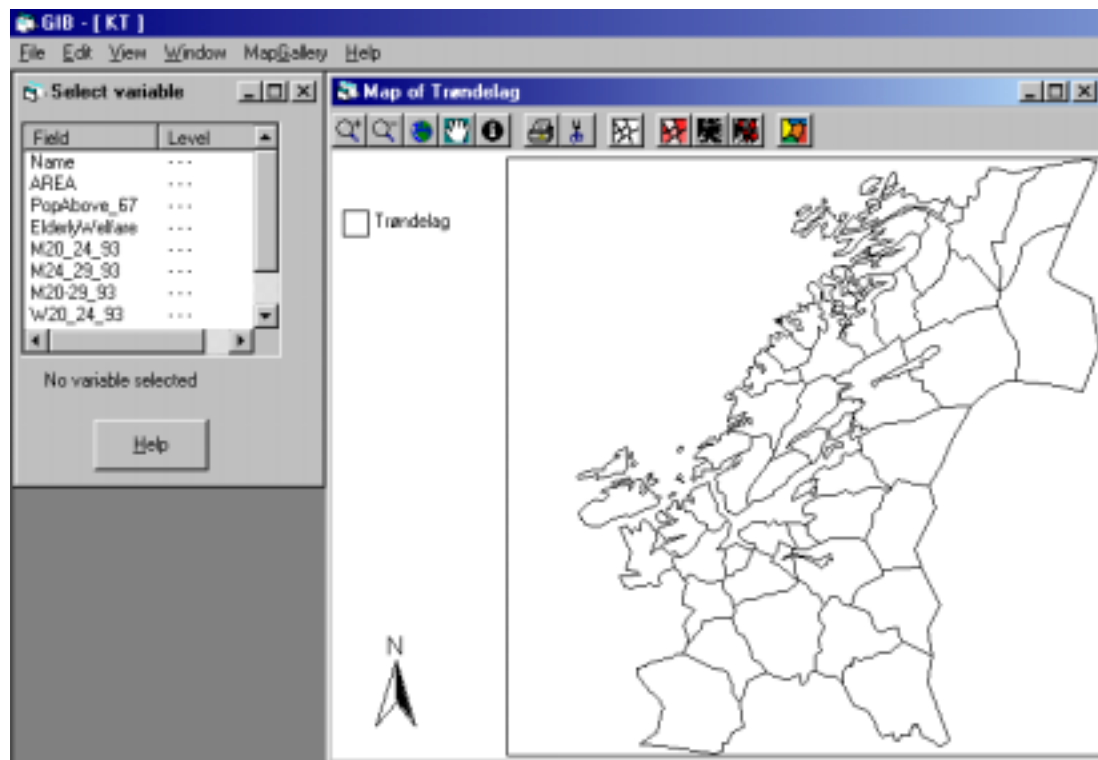 GIB - [ KT ]
File Edit View Window MapGallery Help
Select variable
Field Level
Name ---
AREA ---
PopAbove_67 ---
ElderlyWelfare ---
M20_24_93 ---
M24_29_93 ---
M20-29_93 ---
W20_24_93 ---
No variable selected
Help
Map of Trøndelag
Trøndelag
N